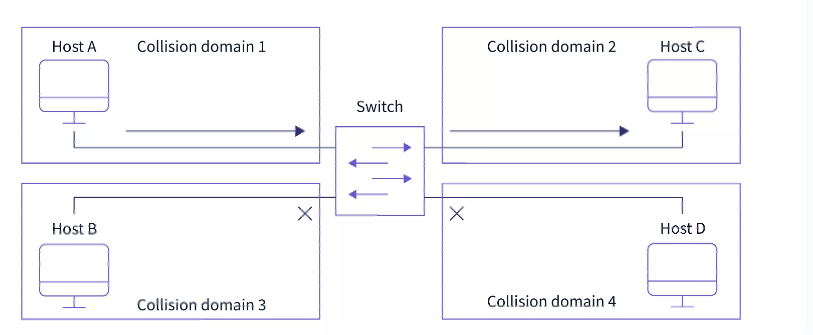 Host A
Collision domain 1
Collision domain 2
Host C
Switch
Host B
Host D
Collision domain 3
Collision domain 4